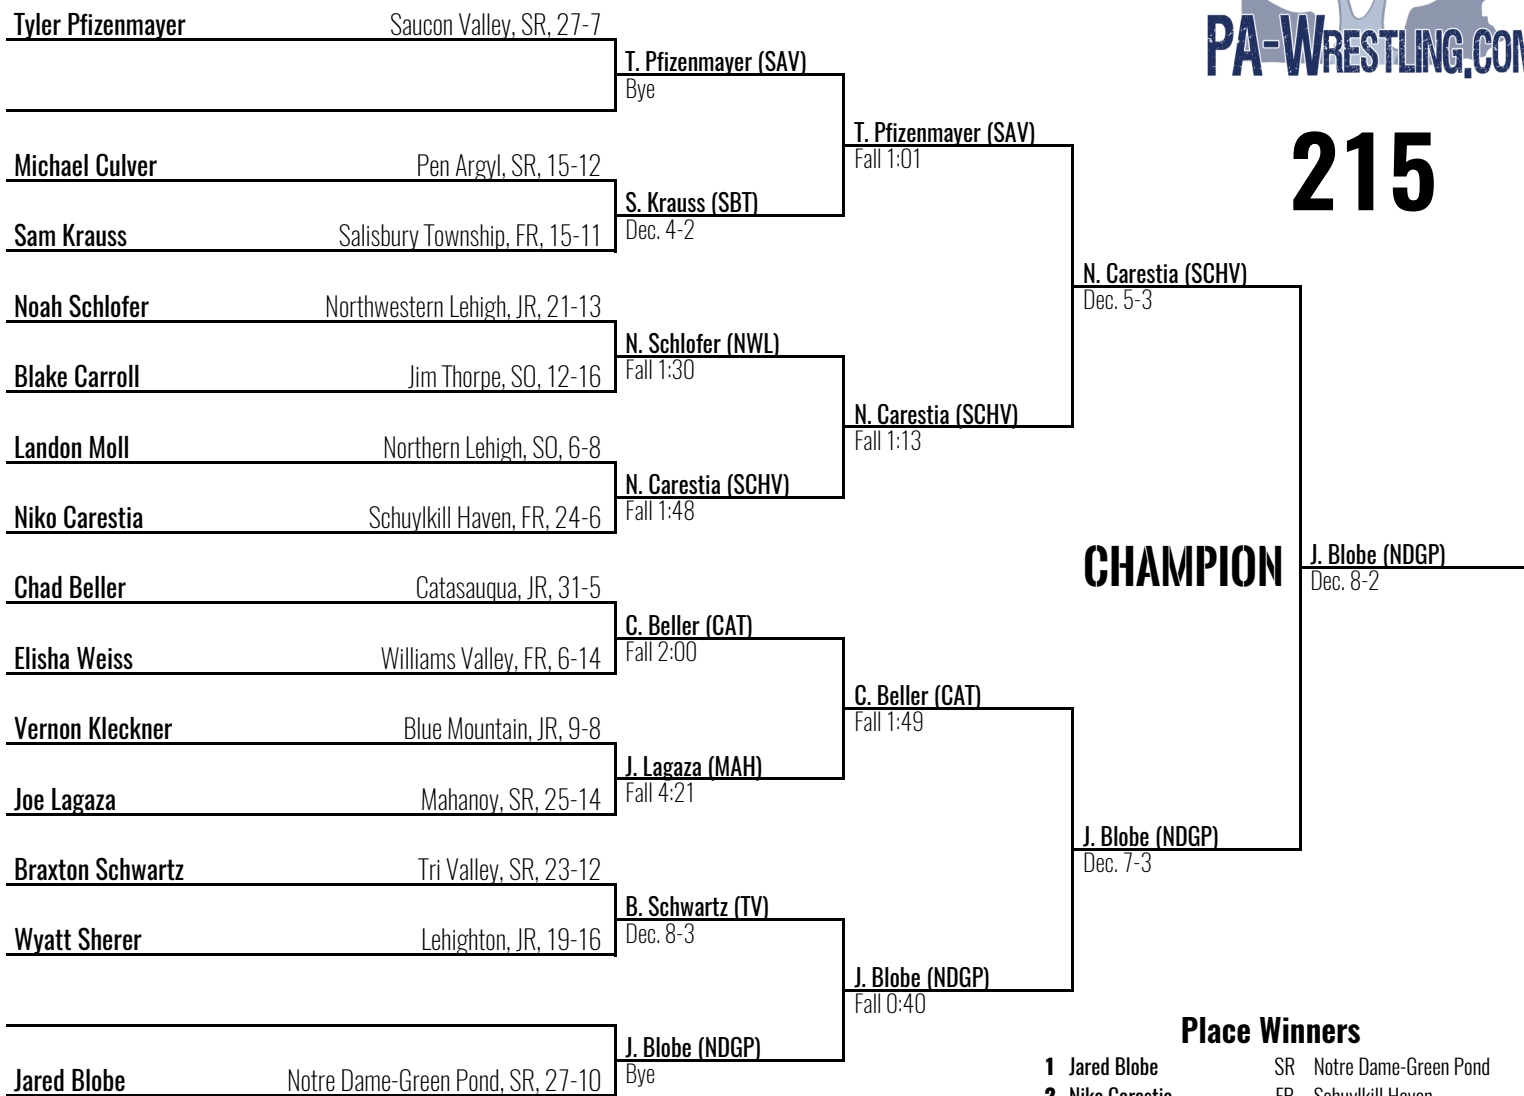 Tyler Pfizenmayer Saucon Valley, SR, 27-7
T. Pfizenmayer (SAV)
Bye
PA-WRESTLING.COM
T. Pfizenmayer (SAV)
Fall 1:01
215
Michael Culver Pen Argyl, SR, 15-12
S. Krauss (SBT)
Dec. 4-2
Sam Krauss Salisbury Township, FR, 15-11
N. Carestia (SCHV)
Dec. 5-3
Noah Schlofer Northwestern Lehigh, JR, 21-13
N. Schlofer (NWL)
Fall 1:30
Blake Carroll Jim Thorpe, SO, 12-16
N. Carestia (SCHV)
Fall 1:13
Landon Moll Northern Lehigh, SO, 6-8
N. Carestia (SCHV)
Fall 1:48
Niko Carestia Schuylkill Haven, FR, 24-6
CHAMPION
J. Blobe (NDGP)
Dec. 8-2
Chad Beller Catasauqua, JR, 31-5
C. Beller (CAT)
Fall 2:00
Elisha Weiss Williams Valley, FR, 6-14
C. Beller (CAT)
Fall 1:49
Vernon Kleckner Blue Mountain, JR, 9-8
J. Lagaza (MAH)
Fall 4:21
Joe Lagaza Mahanoy, SR, 25-14
J. Blobe (NDGP)
Dec. 7-3
Braxton Schwartz Tri Valley, SR, 23-12
B. Schwartz (TV)
Dec. 8-3
Wyatt Sherer Lehighton, JR, 19-16
J. Blobe (NDGP)
Fall 0:40
J. Blobe (NDGP)
Bye
Jared Blobe Notre Dame-Green Pond, SR, 27-10
Place Winners
1 Jared Blobe SR Notre Dame-Green Pond
2 Niko Carestia FR Schuylkill Haven